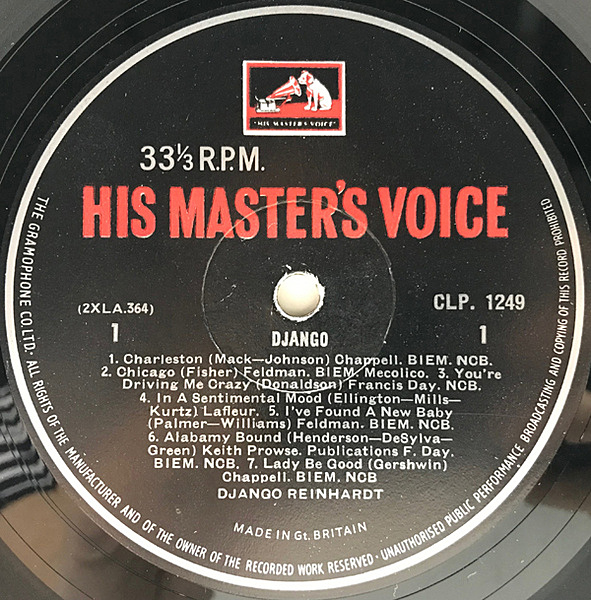 "HIS MASTER'S VOICE"
33⅓ R.P.M.
HIS MASTER'S VOICE
(2XLA.364)
CLP. 1249
1
1
DJANGO
1. Charleston (Mack—Johnson) Chappell. BIEM. NCB.
2. Chicago (Fisher) Feldman. BIEM. Mecolico. 3. You're
Driving Me Crazy (Donaldson) Francis Day. NCB.
4. In A Sentimental Mood (Ellington—Mills—
Kurtz) Lafleur. 5. I've Found A New Baby
(Palmer—Williams) Feldman. BIEM. NCB.
6. Alabamy Bound (Henderson—DeSylva—
Green) Keith Prowse. Publications F. Day.
BIEM. NCB. 7. Lady Be Good (Gershwin)
Chappell. BIEM. NCB
DJANGO REINHARDT
MADE IN Gt. BRITAIN
THE GRAMOPHONE CO. LTD. ALL RIGHTS OF THE MANUFACTURER AND OF THE OWNER OF THE RECORDED WORK RESERVED · UNAUTHORISED PUBLIC PERFORMANCE BROADCASTING AND COPYING OF THIS RECORD PROHIBITED